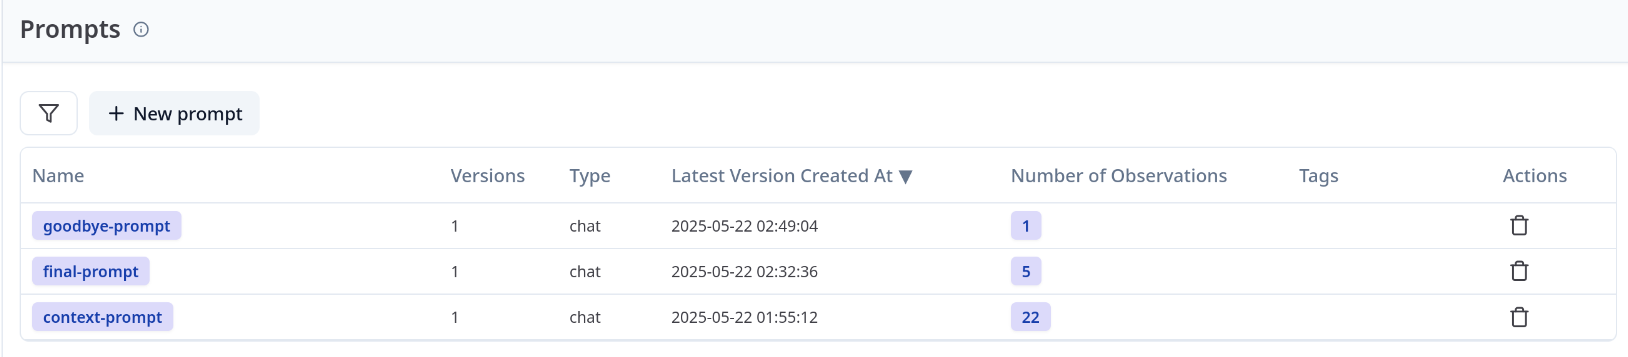 Prompts
New prompt
Name Versions Type Latest Version Created At ▼ Number of Observations Tags Actions
goodbye-prompt 1 chat 2025-05-22 02:49:04 1
final-prompt 1 chat 2025-05-22 02:32:36 5
context-prompt 1 chat 2025-05-22 01:55:12 22